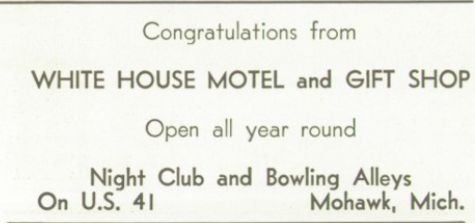 Congratulations from
WHITE HOUSE MOTEL and GIFT SHOP
Open all year round
Night Club and Bowling Alleys
On U.S. 41 Mohawk, Mich.